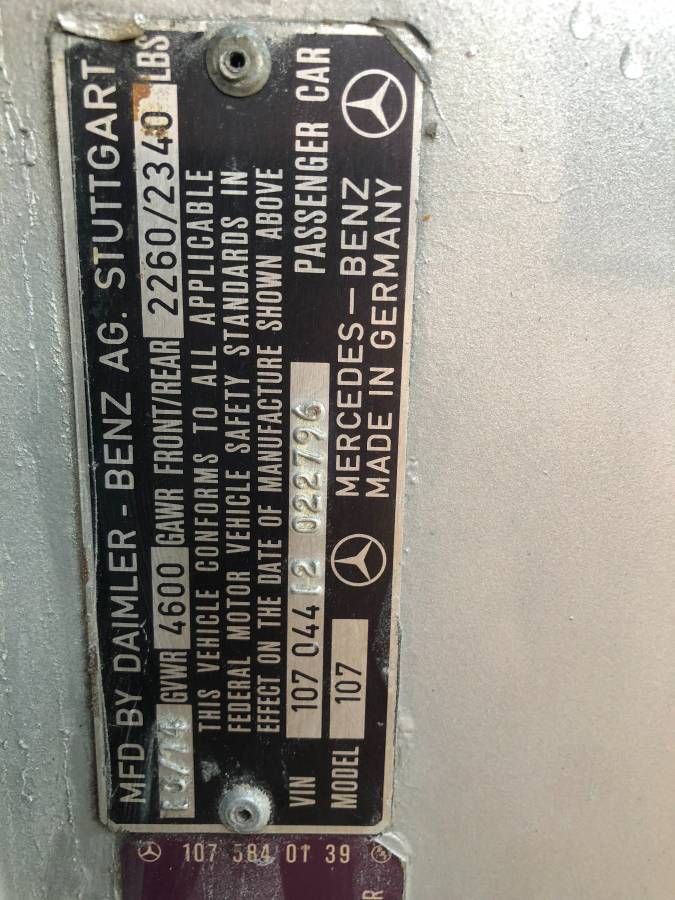 MFD BY DAIMLER - BENZ AG. STUTTGART
GVWR 4600 GAWR FRONT/REAR 2260/2340 LBS
THIS VEHICLE CONFORMS TO ALL APPLICABLE
FEDERAL MOTOR VEHICLE SAFETY STANDARDS IN
EFFECT ON THE DATE OF MANUFACTURE SHOWN ABOVE
VIN 107 044 12 022796 PASSENGER CAR
MODEL 107 MERCEDES-BENZ
MADE IN GERMANY
107 584 01 39
R